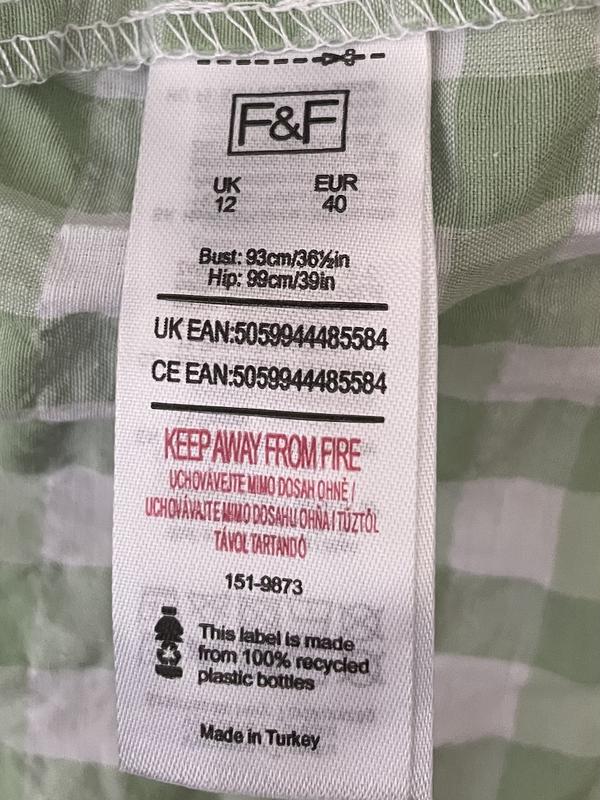 F&F
UK EUR
12 40
Bust: 93cm/36½in
Hip: 99cm/39in
UK EAN:5059944485584
CE EAN:5059944485584
KEEP AWAY FROM FIRE
UCHOVÁVEJTE MIMO DOSAH OHNĚ /
UCHOVÁVAJTE MIMO DOSAHU OHŇA / TŰZTŐL
TÁVOL TARTANDÓ
151-9873
This label is made
from 100% recycled
plastic bottles
Made in Turkey